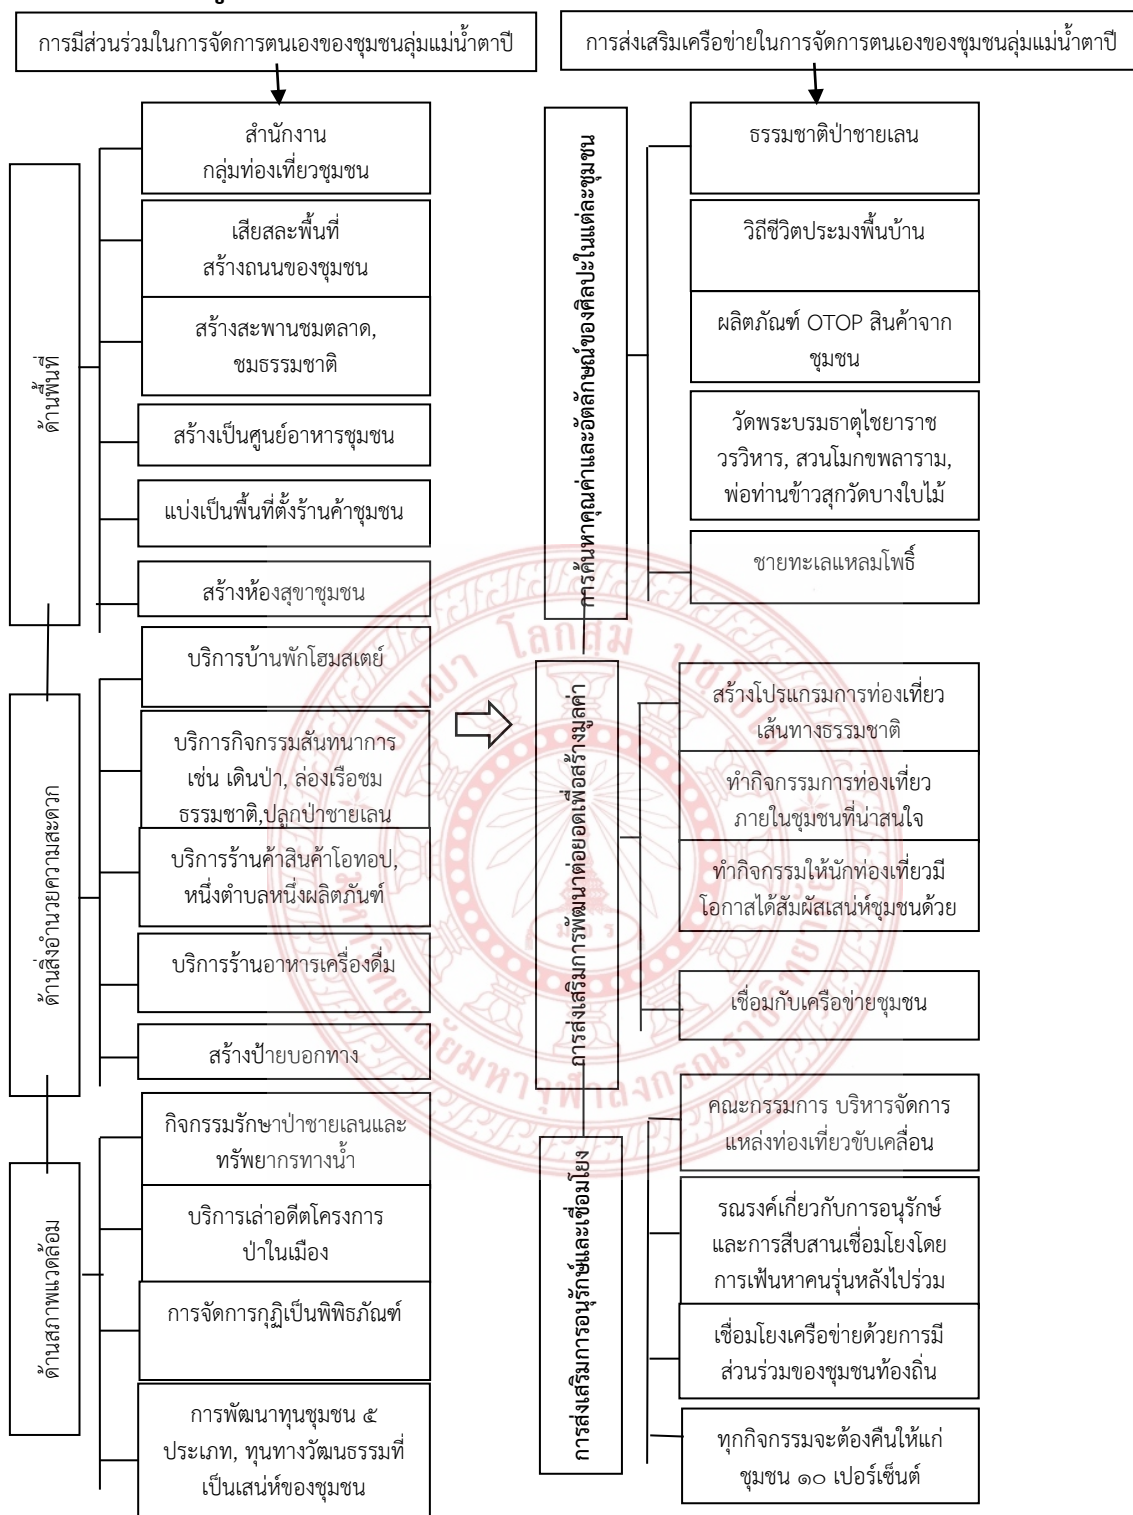 การมีส่วนร่วมในการจัดการตนเองของชุมชนลุ่มแม่น้ำตาปี
ด้านพื้นที่
สำนักงาน
กลุ่มท่องเที่ยวชุมชน
เสียสละพื้นที่
สร้างถนนของชุมชน
สร้างสะพานชมตลาด,
ชมธรรมชาติ
สร้างเป็นศูนย์อาหารชุมชน
แบ่งเป็นพื้นที่ตั้งร้านค้าชุมชน
สร้างห้องสุขาชุมชน
ด้านสิ่งอำนวยความสะดวก
บริการบ้านพักโฮมสเตย์
บริการกิจกรรมสันทนาการ
เช่น เดินป่า, ล่องเรือชม
ธรรมชาติ,ปลูกป่าชายเลน
บริการร้านค้าสินค้าโอทอป,
หนึ่งตำบลหนึ่งผลิตภันฑ์
บริการร้านอาหารเครื่องดื่ม
สร้างป้ายบอกทาง
ด้านสภาพแวดล้อม
กิจกรรมรักษาป่าชายเลนและ
ทรัพยากรทางน้ำ
บริการเล่าอดีตโครงการ
ป่าในเมือง
การจัดการกุฏิเป็นพิพิธภัณฑ์
การพัฒนาทุนชุมชน ๕
ประเภท, ทุนทางวัฒนธรรมที่
เป็นเสน่ห์ของชุมชน
การส่งเสริมเครือข่ายในการจัดการตนเองของชุมชนลุ่มแม่น้ำตาปี
การค้นหาคุณค่าและอัตลักษณ์ของศิลปะในแต่ละชุมชน
ธรรมชาติป่าชายเลน
วิถีชีวิตประมงพื้นบ้าน
ผลิตภัณฑ์ OTOP สินค้าจาก
ชุมชน
วัดพระบรมธาตุไชยาราช
วรวิหาร, สวนโมกขพลาราม,
พ่อท่านข้าวสุกวัดบางใบไม้
ชายทะเลแหลมโพธิ์
การส่งเสริมการพัฒนาต่อยอดเพื่อสร้างมูลค่า
สร้างโปรแกรมการท่องเที่ยว
เส้นทางธรรมชาติ
ทำกิจกรรมการท่องเที่ยว
ภายในชุมชนที่น่าสนใจ
ทำกิจกรรมให้นักท่องเที่ยวมี
โอกาสได้สัมผัสเสน่ห์ชุมชนด้วย
เชื่อมกับเครือข่ายชุมชน
การส่งเสริมการอนุรักษ์และเชื่อมโยง
คณะกรรมการ บริหารจัดการ
แหล่งท่องเที่ยวขับเคลื่อน
รณรงค์เกี่ยวกับการอนุรักษ์
และการสืบสานเชื่อมโยงโดย
การเฟ้นหาคนรุ่นหลังไปร่วม
เชื่อมโยงเครือข่ายด้วยการมี
ส่วนร่วมของชุมชนท้องถิ่น
ทุกกิจกรรมจะต้องคืนให้แก่
ชุมชน ๑๐ เปอร์เซ็นต์
ปญฺญา โลกสฺมิ ปชฺโชโต
ม จ ร
มหาวิทยาลัยมหาจุฬาลงกรณราชวิทยาลัย